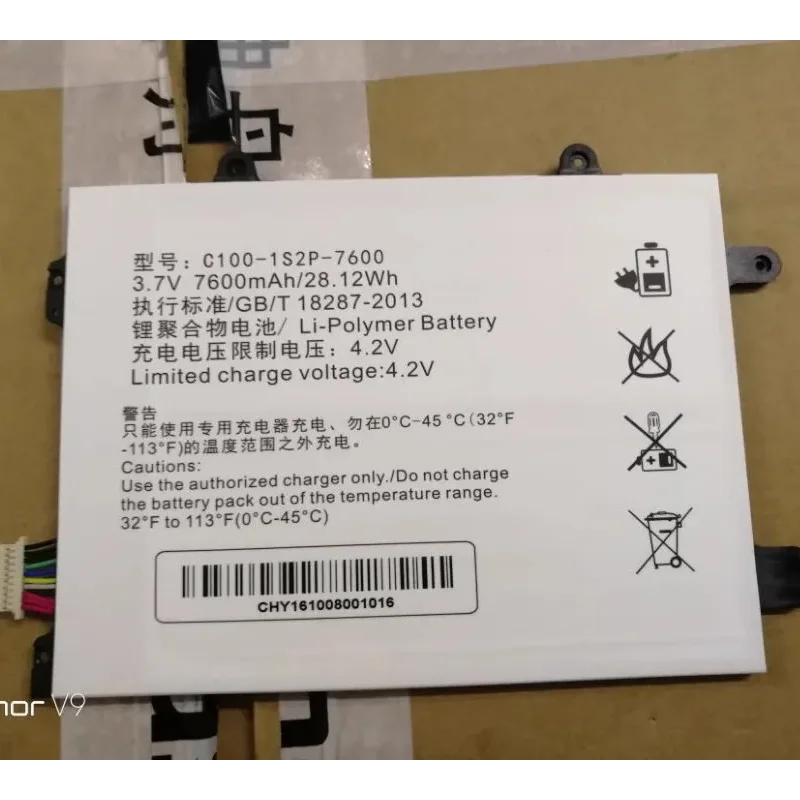 型号：C100-1S2P-7600
3.7V 7600mAh/28.12Wh
执行标准/GB/T 18287-2013
锂聚合物电池/ Li-Polymer Battery
充电电压限制电压：4.2V
Limited charge voltage:4.2V
警告
只能使用专用充电器充电、勿在0°C-45°C（32°F
-113°F)的温度范围之外充电。
Cautions:
Use the authorized charger only./Do not charge
the battery pack out of the temperature range.
32°F to 113°F(0°C-45°C)
CHY161008001016
nor V9